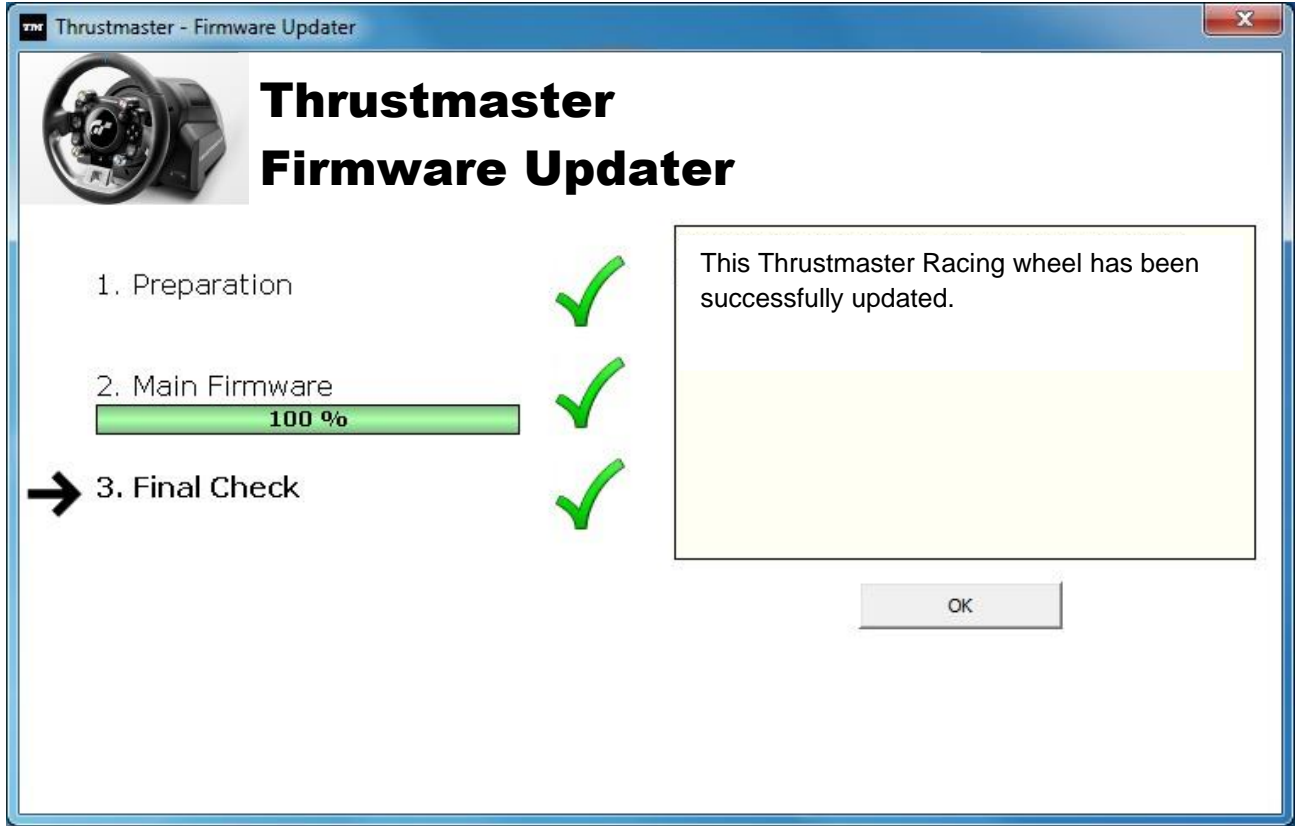 TM Thrustmaster - Firmware Updater
X
Thrustmaster
Firmware Updater
1. Preparation
2. Main Firmware
100 %
3. Final Check
This Thrustmaster Racing wheel has been
successfully updated.
OK